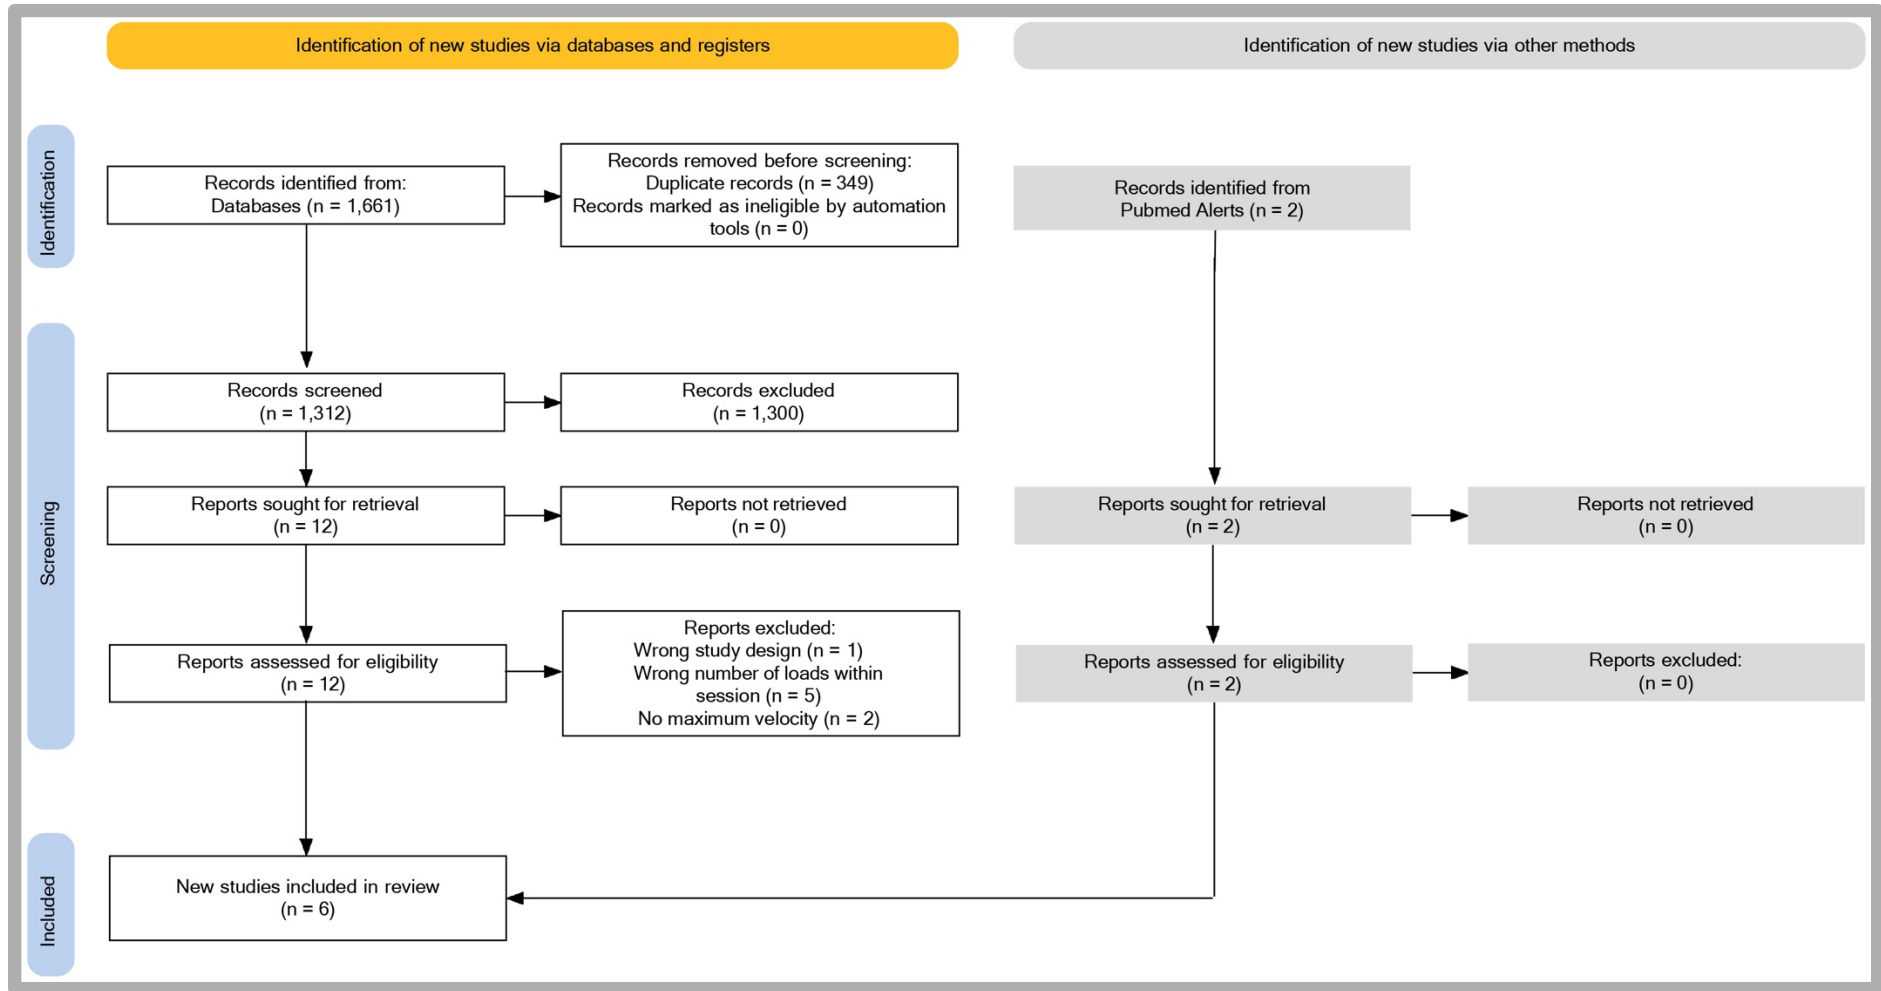 Identification of new studies via databases and registers
Identification of new studies via other methods
Identification
Records identified from:
Databases (n = 1,661)
Records removed before screening:
Duplicate records (n = 349)
Records marked as ineligible by automation
tools (n = 0)
Records identified from
Pubmed Alerts (n = 2)
Screening
Records screened
(n = 1,312)
Records excluded
(n = 1,300)
Reports sought for retrieval
(n = 12)
Reports not retrieved
(n = 0)
Reports sought for retrieval
(n = 2)
Reports not retrieved
(n = 0)
Reports assessed for eligibility
(n = 12)
Reports excluded:
Wrong study design (n = 1)
Wrong number of loads within
session (n = 5)
No maximum velocity (n = 2)
Reports assessed for eligibility
(n = 2)
Reports excluded:
(n = 0)
Included
New studies included in review
(n = 6)